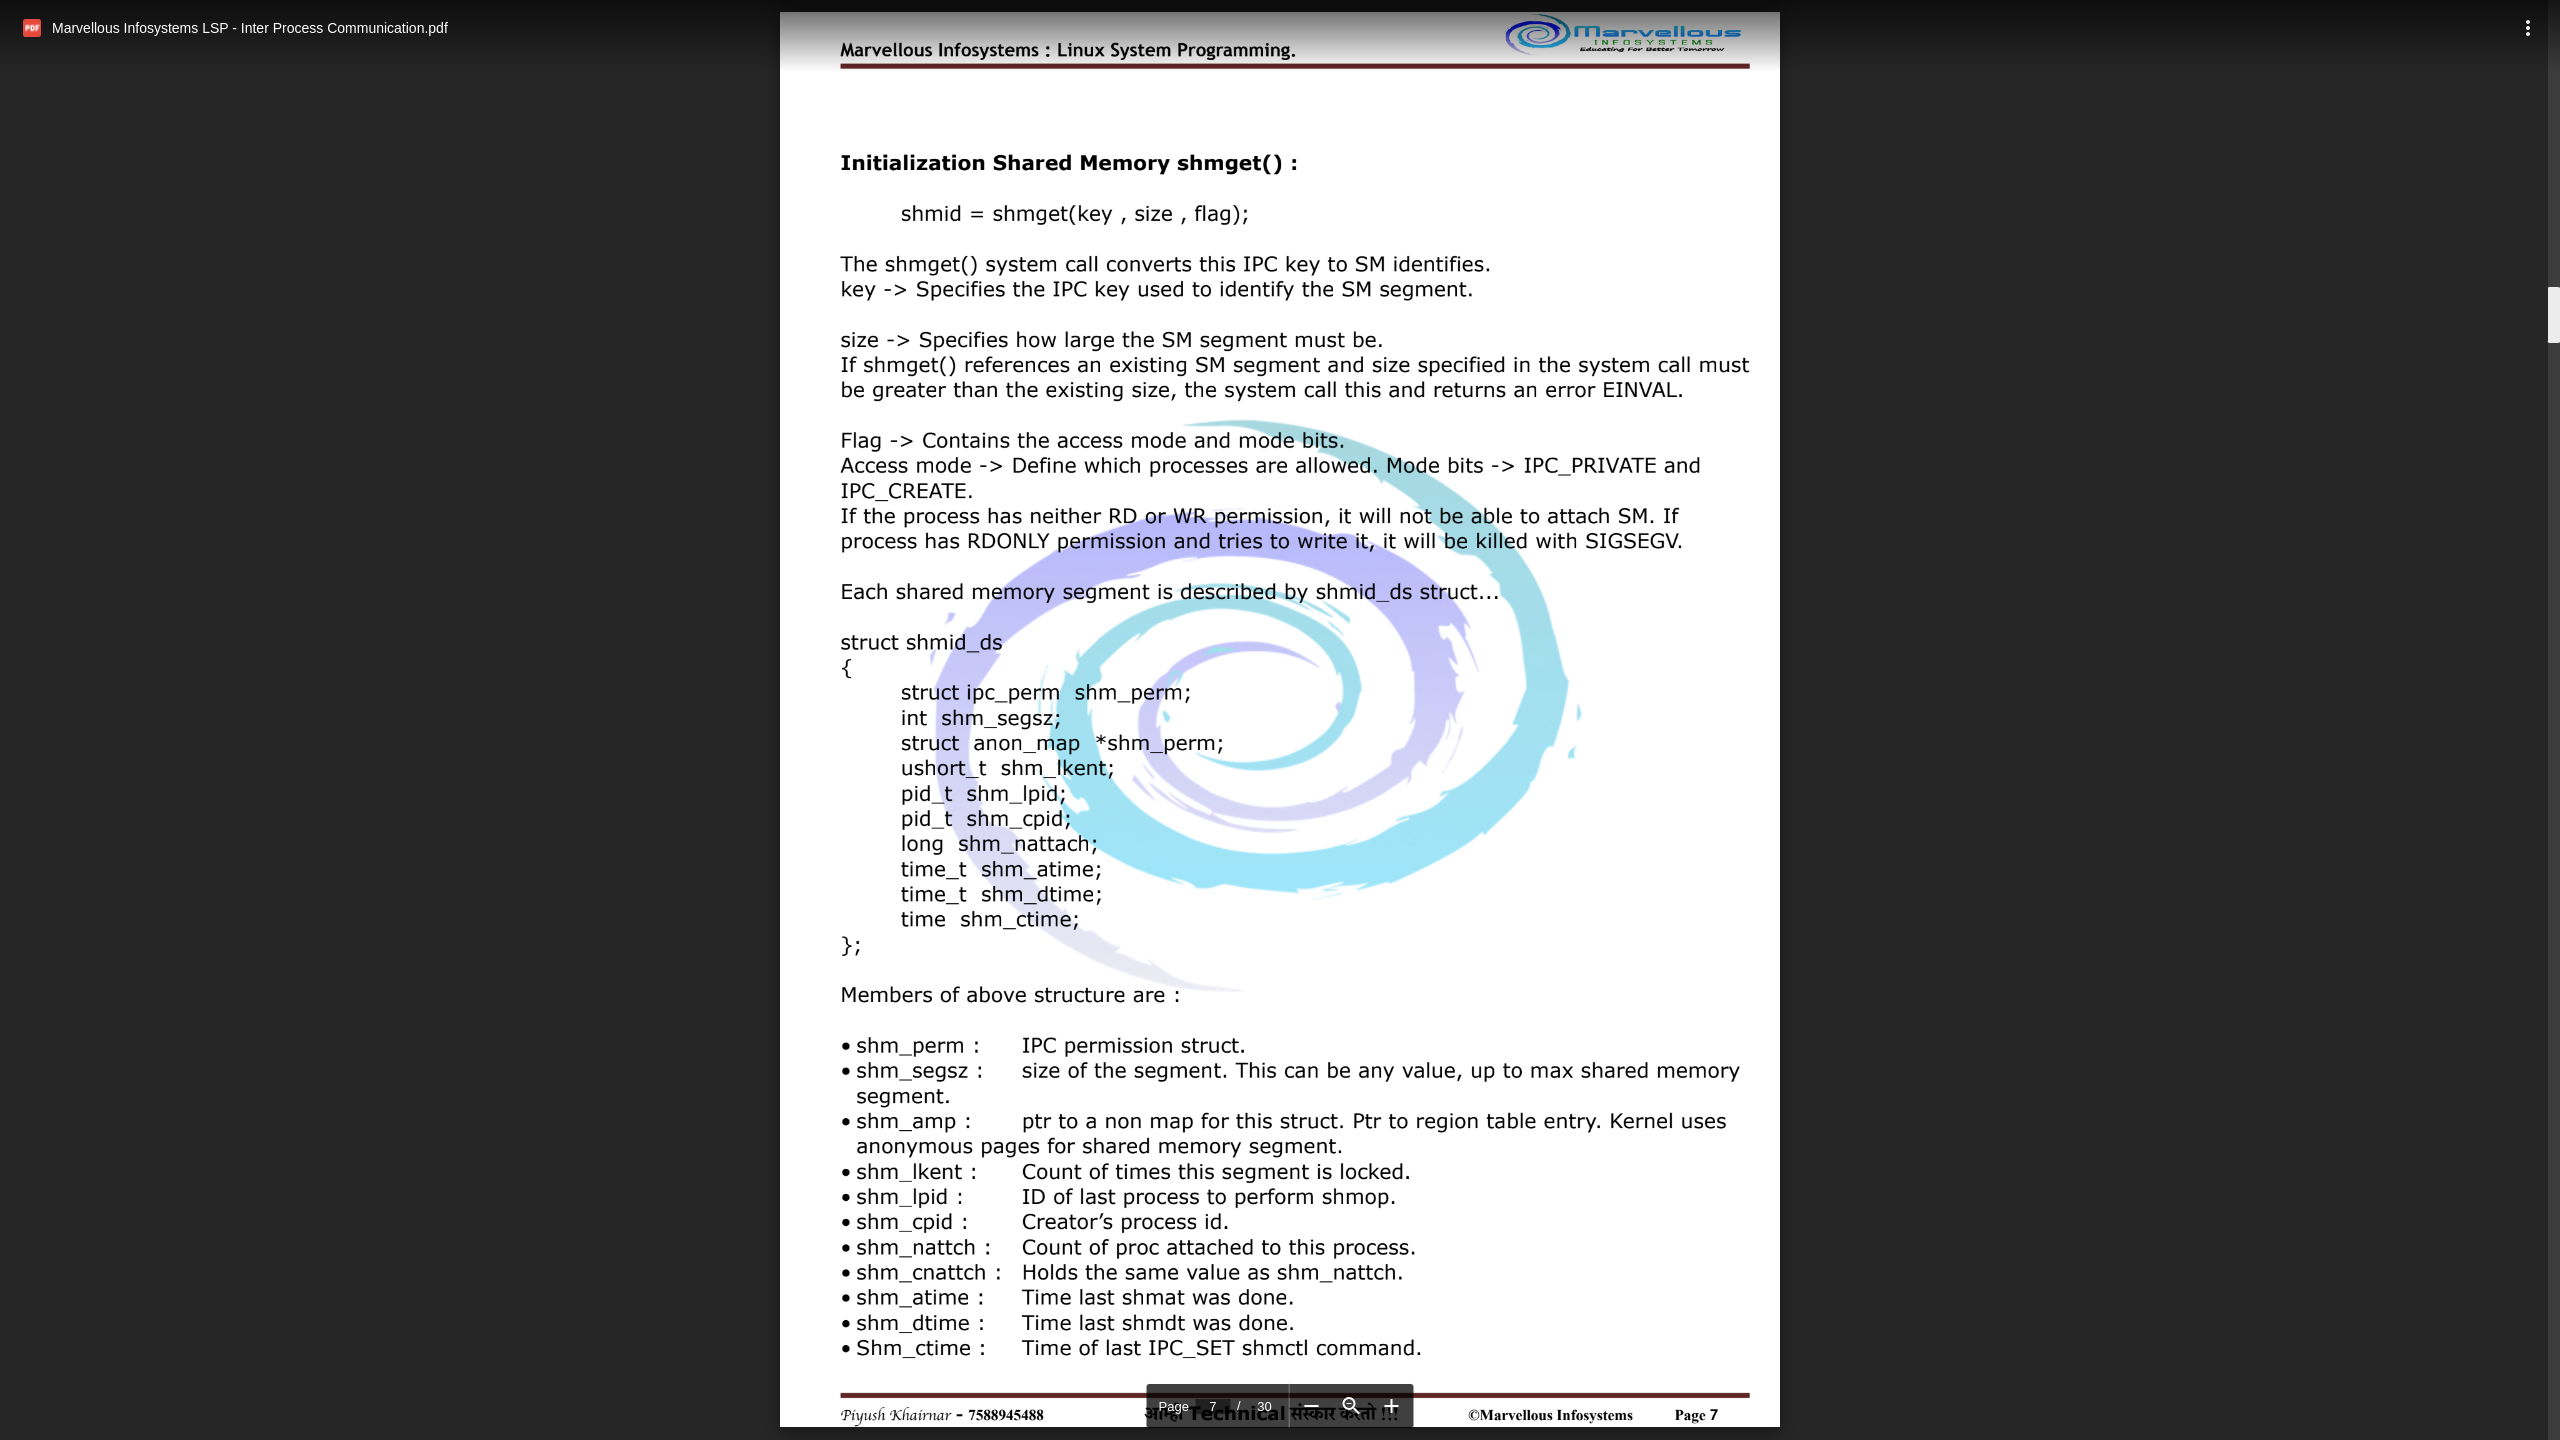 Marvellous Infosystems LSP - Inter Process Communication.pdf
Marvellous Infosystems : Linux System Programming.
Marvellous
INFOSYSTEMS
Educating For Better Tomorrow
Initialization Shared Memory shmget() :
shmid = shmget(key , size , flag);
The shmget() system call converts this IPC key to SM identifies.
key -> Specifies the IPC key used to identify the SM segment.
size -> Specifies how large the SM segment must be.
If shmget() references an existing SM segment and size specified in the system call must
be greater than the existing size, the system call this and returns an error EINVAL.
Flag -> Contains the access mode and mode bits.
Access mode -> Define which processes are allowed. Mode bits -> IPC_PRIVATE and
IPC_CREATE.
If the process has neither RD or WR permission, it will not be able to attach SM. If
process has RDONLY permission and tries to write it, it will be killed with SIGSEGV.
Each shared memory segment is described by shmid_ds struct...
struct shmid_ds
{
struct ipc_perm shm_perm;
int shm_segsz;
struct anon_map *shm_perm;
ushort_t shm_lkent;
pid_t shm_lpid;
pid_t shm_cpid;
long shm_nattach;
time_t shm_atime;
time_t shm_dtime;
time shm_ctime;
};
Members of above structure are :
• shm_perm : IPC permission struct.
• shm_segsz : size of the segment. This can be any value, up to max shared memory
segment.
• shm_amp : ptr to a non map for this struct. Ptr to region table entry. Kernel uses
anonymous pages for shared memory segment.
• shm_lkent : Count of times this segment is locked.
• shm_lpid : ID of last process to perform shmop.
• shm_cpid : Creator’s process id.
• shm_nattch : Count of proc attached to this process.
• shm_cnattch : Holds the same value as shm_nattch.
• shm_atime : Time last shmat was done.
• shm_dtime : Time last shmdt was done.
• Shm_ctime : Time of last IPC_SET shmctl command.
Page 7 / 30
Piyush Khairnar - 7588945488 आम्ही Technical संस्कार करतो !!! ©Marvellous Infosystems Page 7